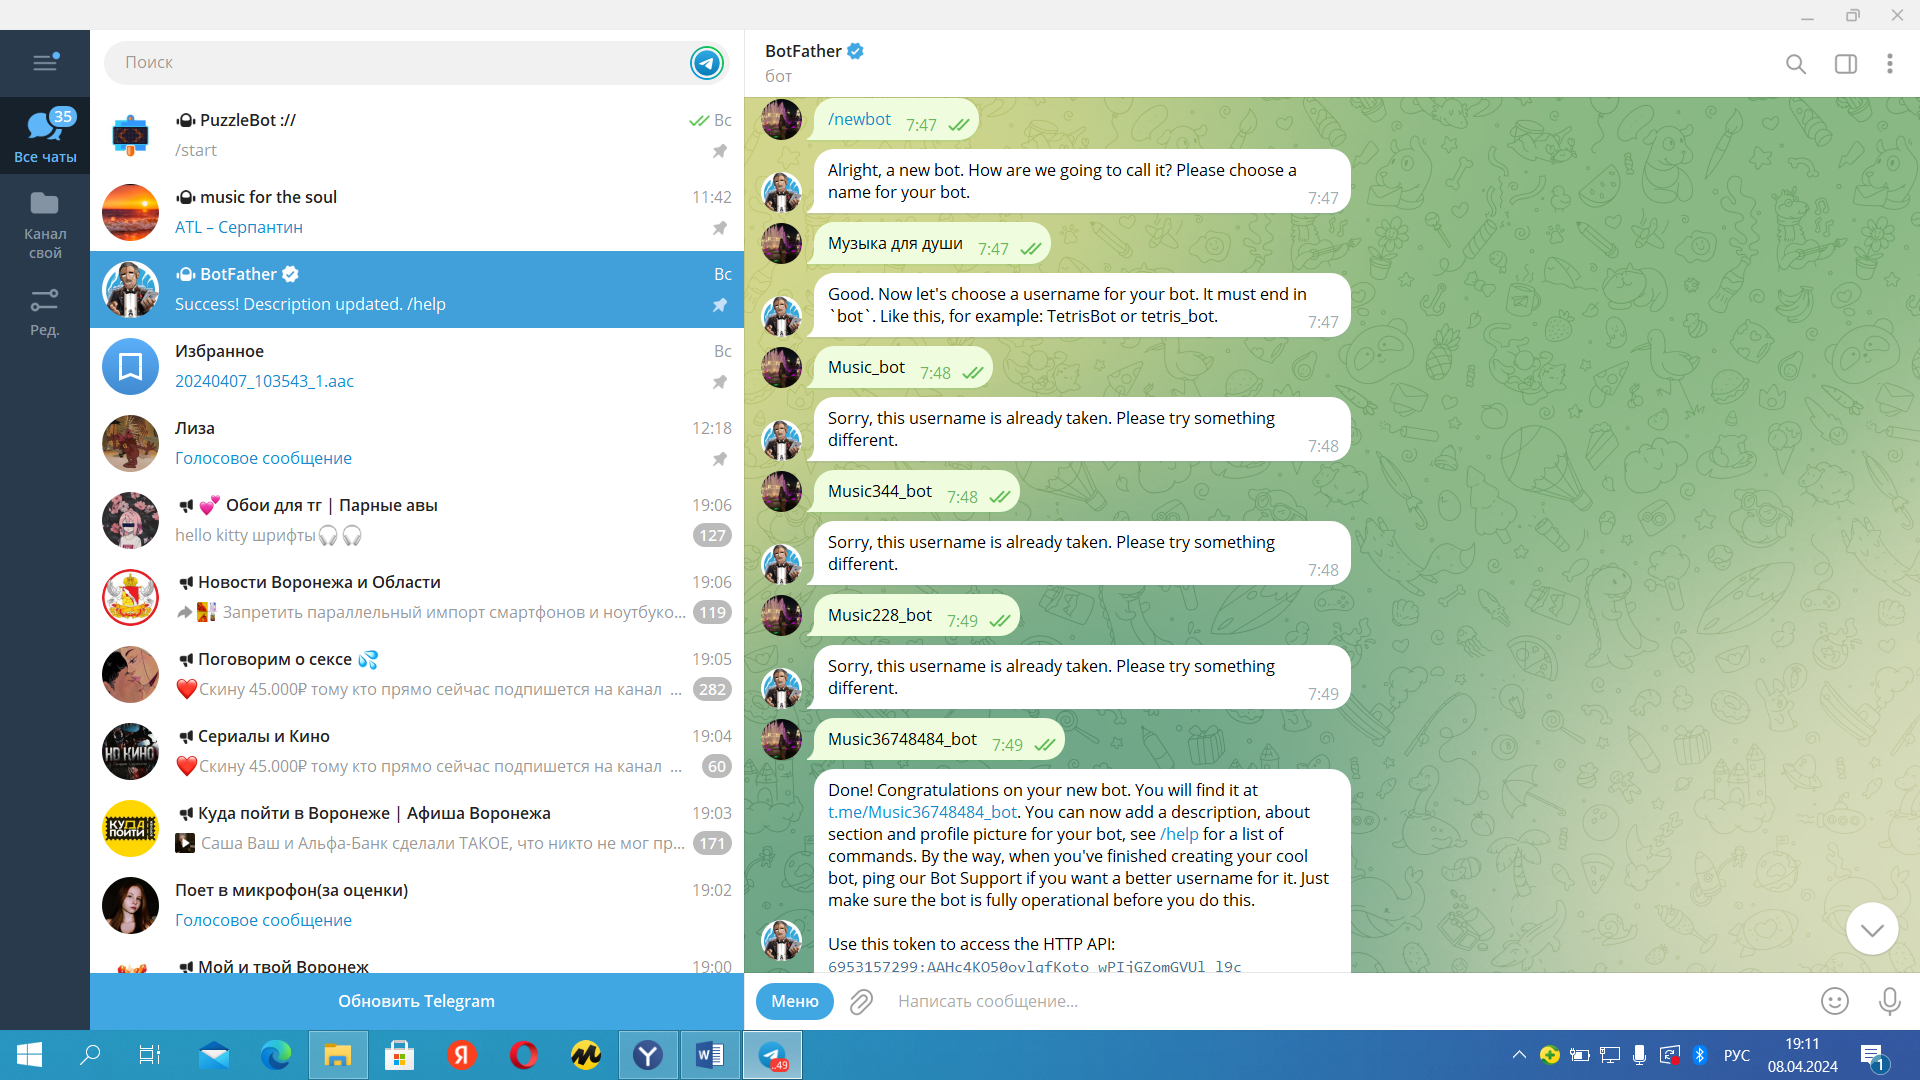 Поиск
35
Все чаты
Канал
свой
Ред.
PuzzleBot ://
Вс
/start
music for the soul
11:42
ATL – Серпантин
BotFather
Вс
Success! Description updated. /help
Избранное
Вс
20240407_103543_1.aac
Лиза
12:18
Голосовое сообщение
Обои для тг | Парные авы
19:06
hello kitty шрифты
127
Новости Воронежа и Области
19:06
Запретить параллельный импорт смартфонов и ноутбуко...
119
Поговорим о сексе
19:05
Скину 45.000₽ тому кто прямо сейчас подпишется на канал ...
282
Сериалы и Кино
19:04
Скину 45.000₽ тому кто прямо сейчас подпишется на канал ...
60
НD КИНО
Куда пойти в Воронеже | Афиша Воронежа
19:03
Саша Ваш и Альфа-Банк сделали ТАКОЕ, что никто не мог пр...
171
КУДА
ПОЙТИ
Поет в микрофон(за оценки)
19:02
Голосовое сообщение
Мой и твой Воронеж
19:00
Обновить Telegram
BotFather
бот
/newbot 7:47
Alright, a new bot. How are we going to call it? Please choose a
name for your bot.
7:47
Музыка для души 7:47
Good. Now let's choose a username for your bot. It must end in
`bot`. Like this, for example: TetrisBot or tetris_bot.
7:47
Music_bot 7:48
Sorry, this username is already taken. Please try something
different.
7:48
Music344_bot 7:48
Sorry, this username is already taken. Please try something
different.
7:48
Music228_bot 7:49
Sorry, this username is already taken. Please try something
different.
7:49
Music36748484_bot 7:49
Done! Congratulations on your new bot. You will find it at
t.me/Music36748484_bot. You can now add a description, about
section and profile picture for your bot, see /help for a list of
commands. By the way, when you've finished creating your cool
bot, ping our Bot Support if you want a better username for it. Just
make sure the bot is fully operational before you do this.
Use this token to access the HTTP API:
Меню
Написать сообщение...
..49
РУС
19:11
08.04.2024
1